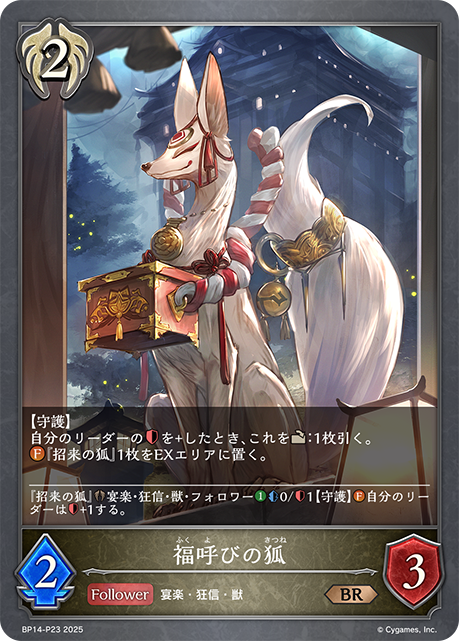 2
【守護】
自分のリーダーの を+したとき、これを :1枚引く。
F 『招来の狐』1枚をEXエリアに置く。
『招来の狐』 宴楽・狂信・獣・フォロワー 1 0/ 1【守護】 F 自分のリー
ダーは +1する。
ふくよ きつね
福呼びの狐
2
Follower 宴楽・狂信・獣
BR
3
BP14-P23 2025
© Cygames, Inc.